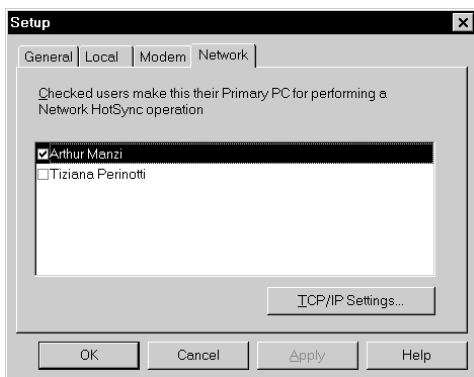 Setup
General Local Modem Network
Checked users make this their Primary PC for performing a
Network HotSync operation
Arthur Manzi
Tiziana Perinotti
TCP/IP Settings...
OK Cancel Apply Help